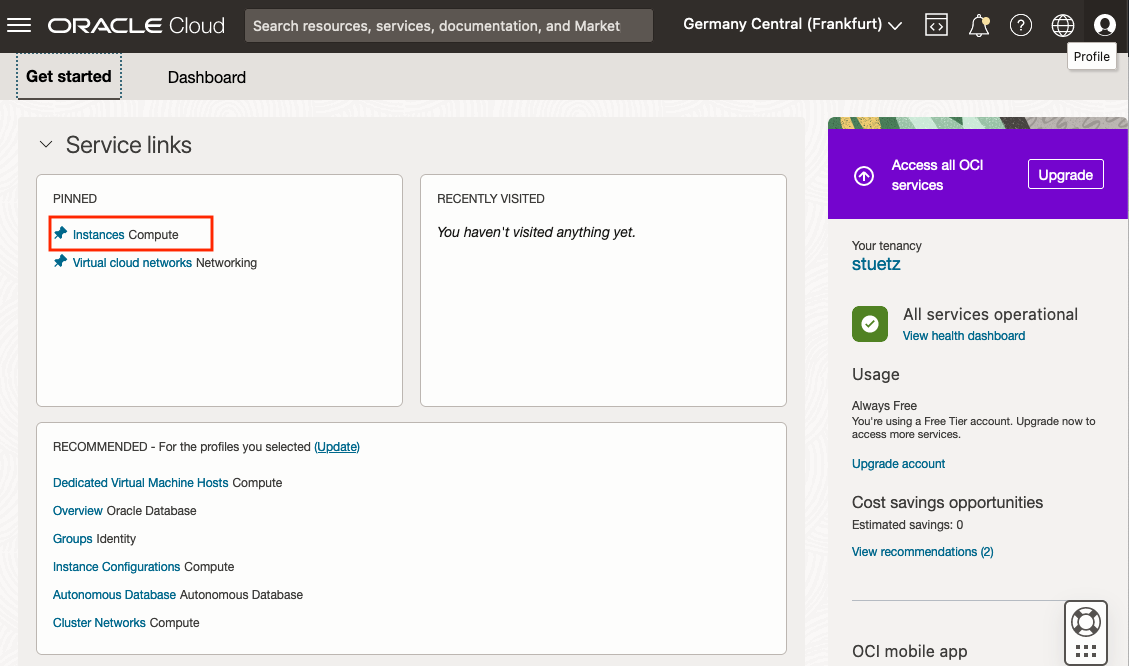 ORACLE Cloud
Search resources, services, documentation, and Market
Germany Central (Frankfurt)
Profile
Get started
Dashboard
Service links
PINNED
Instances Compute
Virtual cloud networks Networking
RECENTLY VISITED
You haven't visited anything yet.
RECOMMENDED - For the profiles you selected (Update)
Dedicated Virtual Machine Hosts Compute
Overview Oracle Database
Groups Identity
Instance Configurations Compute
Autonomous Database Autonomous Database
Cluster Networks Compute
Access all OCI
services
Upgrade
Your tenancy
stuetz
All services operational
View health dashboard
Usage
Always Free
You're using a Free Tier account. Upgrade now to
access more services.
Upgrade account
Cost savings opportunities
Estimated savings: 0
View recommendations (2)
OCI mobile app